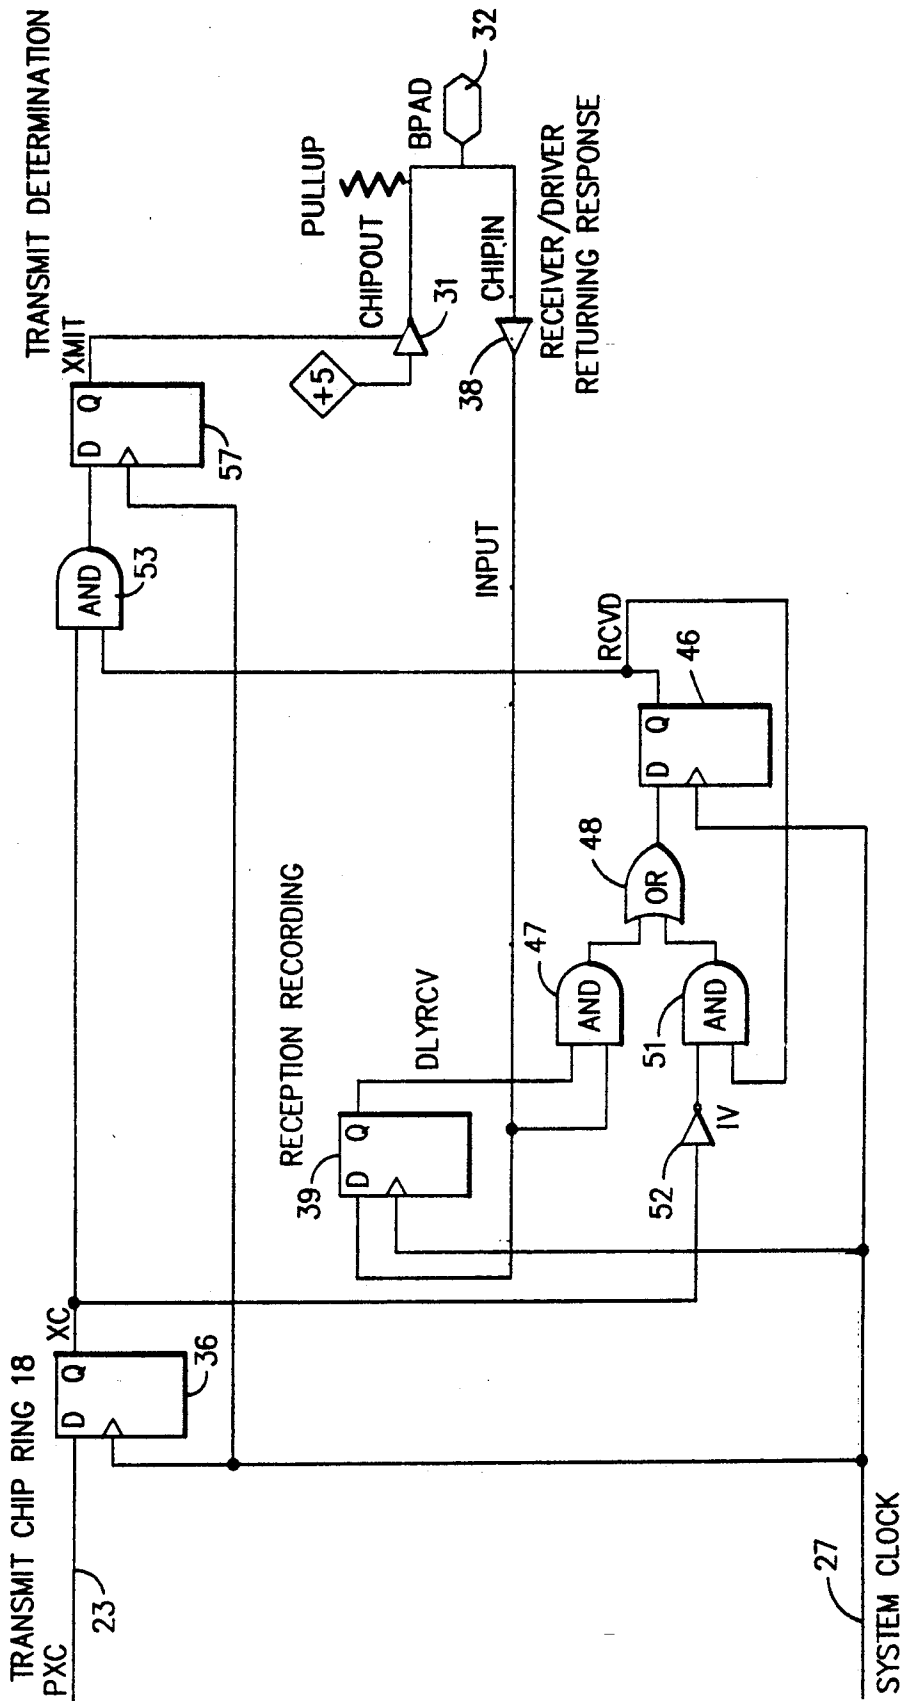 TRANSMIT CHIP RING 18
PXC
23
D Q
36
XC
AND
53
D Q
57
XMIT
TRANSMIT DETERMINATION
+5
31
CHIPOUT
PULLUP
BPAD
32
CHIPIN
38
RECEIVER/DRIVER
RETURNING RESPONSE
INPUT
RECEPTION RECORDING
39
D Q
DLYRCV
AND
47
52
IV
51
AND
OR
48
D Q
46
RCVD
27
SYSTEM CLOCK